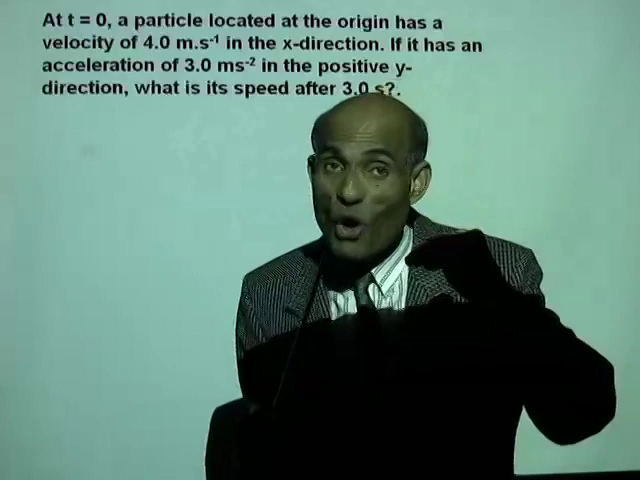 At t = 0, a particle located at the origin has a
velocity of 4.0 m.s⁻¹ in the x-direction. If it has an
acceleration of 3.0 ms⁻² in the positive y-
direction, what is its speed after 3.0 s?.